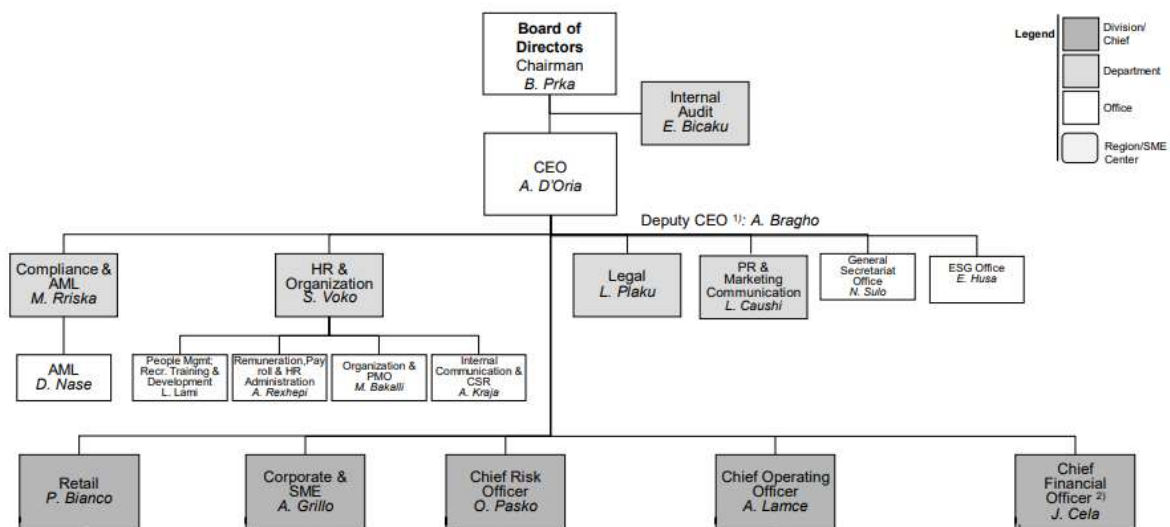 Board of
Directors
Chairman
B. Prka
Legend
Division/
Chief
Department
Office
Region/SME
Center
Internal
Audit
E. Bicaku
CEO
A. D'Oria
Deputy CEO ¹⁾: A. Bragho
Compliance &
AML
M. Rriska
HR &
Organization
S. Voko
Legal
L. Plaku
PR &
Marketing
Communication
L. Caushi
General
Secretariat
Office
N. Sulo
ESG Office
E. Husa
AML
D. Nase
People Mgmt;
Recr. Training &
Development
L. Lami
Remuneration,Pay
roll & HR
Administration
A. Rexhepi
Organization &
PMO
M. Bakalli
Internal
Communication &
CSR
A. Kraja
Retail
P. Bianco
Corporate &
SME
A. Grillo
Chief Risk
Officer
O. Pasko
Chief Operating
Officer
A. Lamce
Chief
Financial
Officer ²⁾
J. Cela